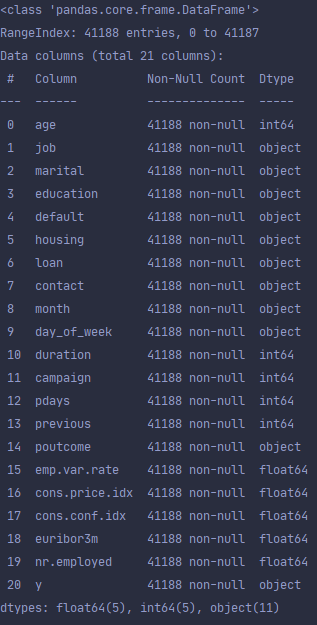 <class 'pandas.core.frame.DataFrame'>
RangeIndex: 41188 entries, 0 to 41187
Data columns (total 21 columns):
 #   Column          Non-Null Count  Dtype
---  ------          --------------  -----
 0   age             41188 non-null  int64
 1   job             41188 non-null  object
 2   marital         41188 non-null  object
 3   education       41188 non-null  object
 4   default         41188 non-null  object
 5   housing         41188 non-null  object
 6   loan            41188 non-null  object
 7   contact         41188 non-null  object
 8   month           41188 non-null  object
 9   day_of_week     41188 non-null  object
 10  duration        41188 non-null  int64
 11  campaign        41188 non-null  int64
 12  pdays           41188 non-null  int64
 13  previous        41188 non-null  int64
 14  poutcome        41188 non-null  object
 15  emp.var.rate    41188 non-null  float64
 16  cons.price.idx  41188 non-null  float64
 17  cons.conf.idx   41188 non-null  float64
 18  euribor3m       41188 non-null  float64
 19  nr.employed     41188 non-null  float64
 20  y               41188 non-null  object
dtypes: float64(5), int64(5), object(11)